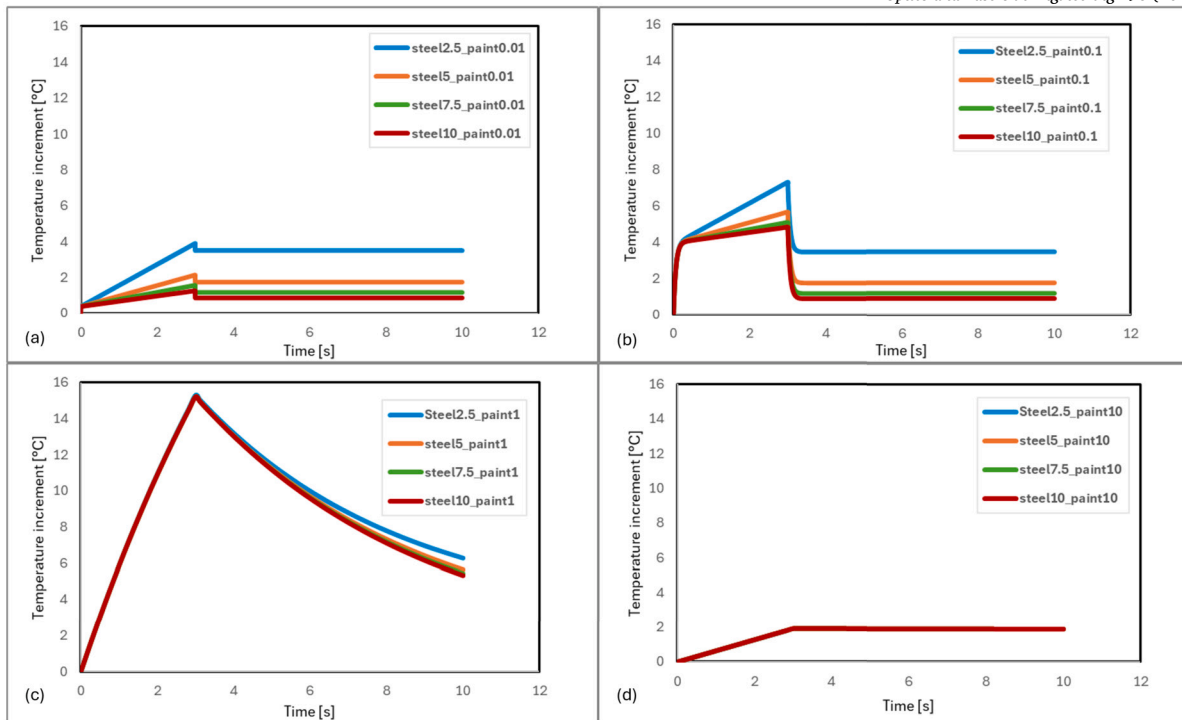 16
14
12
10
8
6
4
2
0
Temperature increment [°C]
steel2.5_paint0.01
steel5_paint0.01
steel7.5_paint0.01
steel10_paint0.01
0 2 4 6 8 10 12
Time [s]
(a)
16
14
12
10
8
6
4
2
0
Temperature increment [°C]
Steel2.5_paint0.1
steel5_paint0.1
steel7.5_paint0.1
steel10_paint0.1
0 2 4 6 8 10 12
Time [s]
(b)
16
14
12
10
8
6
4
2
0
Temperature increment [°C]
Steel2.5_paint1
steel5_paint1
steel7.5_paint1
steel10_paint1
0 2 4 6 8 10 12
Time [s]
(c)
16
14
12
10
8
6
4
2
0
Temperature increment [°C]
Steel2.5_paint10
steel5_paint10
steel7.5_paint10
steel10_paint10
0 2 4 6 8 10 12
Time [s]
(d)